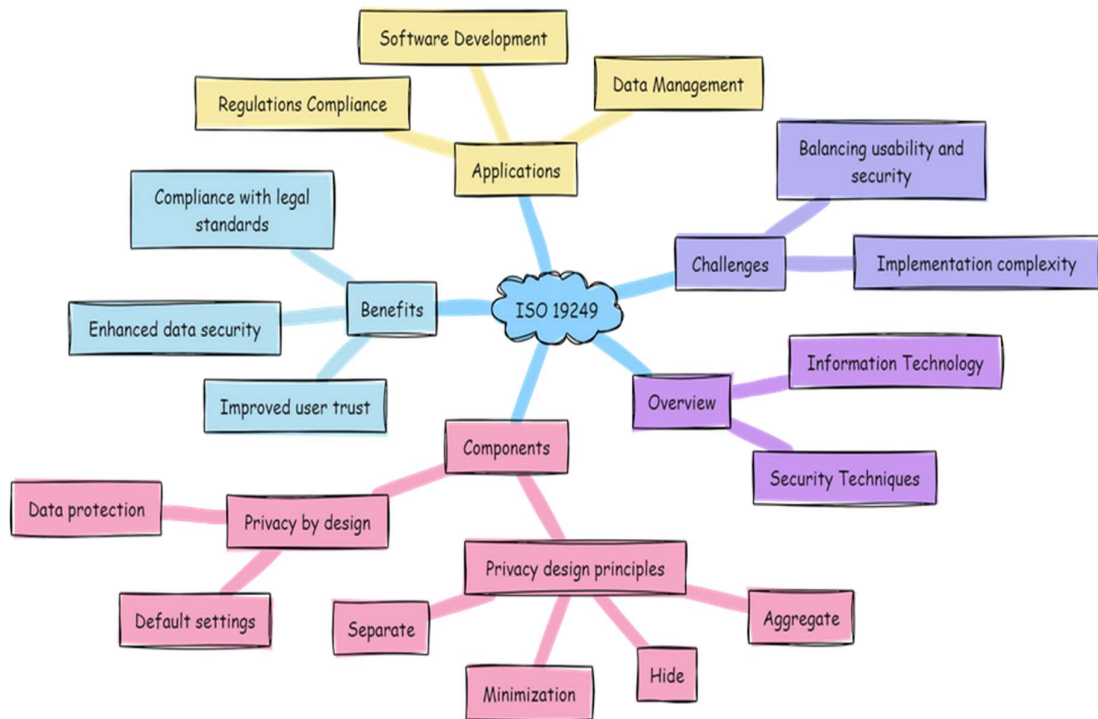 Software Development
Data Management
Regulations Compliance
Applications
Balancing usability and
security
Challenges
Implementation complexity
Compliance with legal
standards
Benefits
Enhanced data security
Improved user trust
ISO 19249
Information Technology
Overview
Security Techniques
Components
Data protection
Privacy by design
Default settings
Privacy design principles
Separate
Minimization
Hide
Aggregate